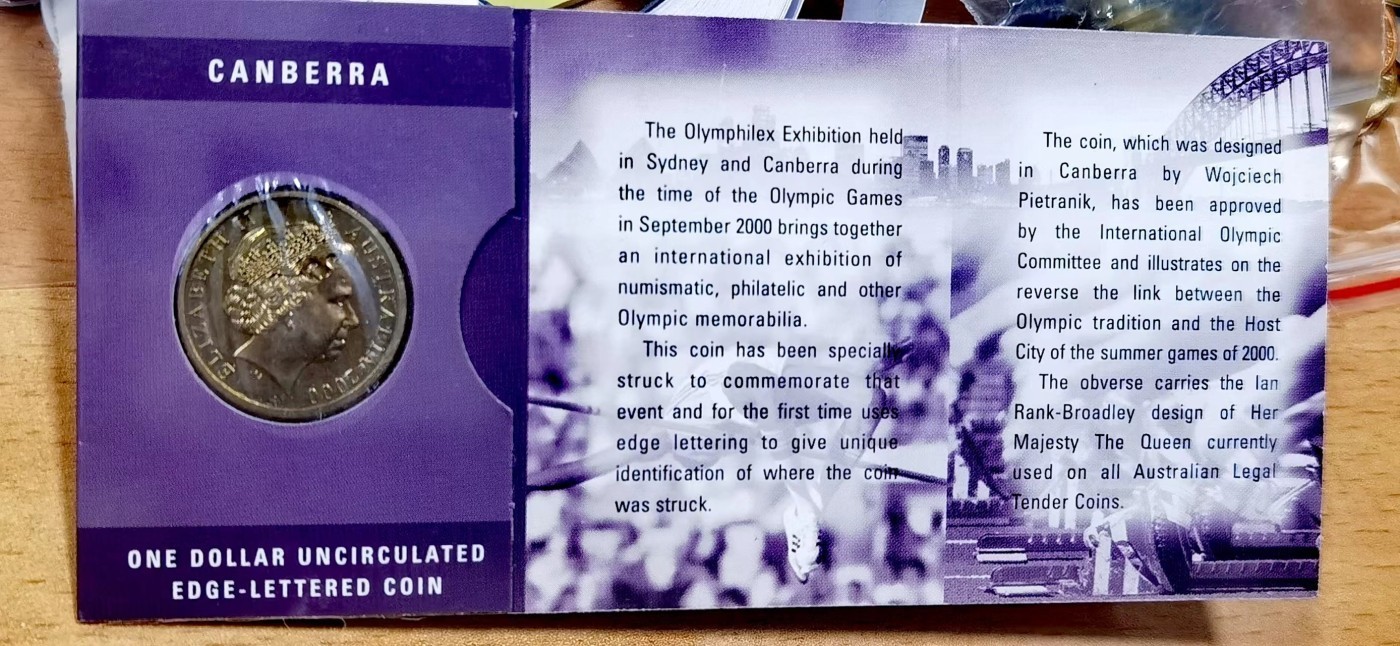 CANBERRA
ELIZABETH II AUSTRALIA 2000
ONE DOLLAR UNCIRCULATED
EDGE-LETTERED COIN
The Olymphilex Exhibition held
in Sydney and Canberra during
the time of the Olympic Games
in September 2000 brings together
an international exhibition of
numismatic, philatelic and other
Olympic memorabilia.
This coin has been specially
struck to commemorate that
event and for the first time uses
edge lettering to give unique
identification of where the coin
was struck.
The coin, which was designed
in Canberra by Wojciech
Pietranik, has been approved
by the International Olympic
Committee and illustrates on the
reverse the link between the
Olympic tradition and the Host
City of the summer games of 2000.
The obverse carries the Ian
Rank-Broadley design of Her
Majesty The Queen currently
used on all Australian Legal
Tender Coins.